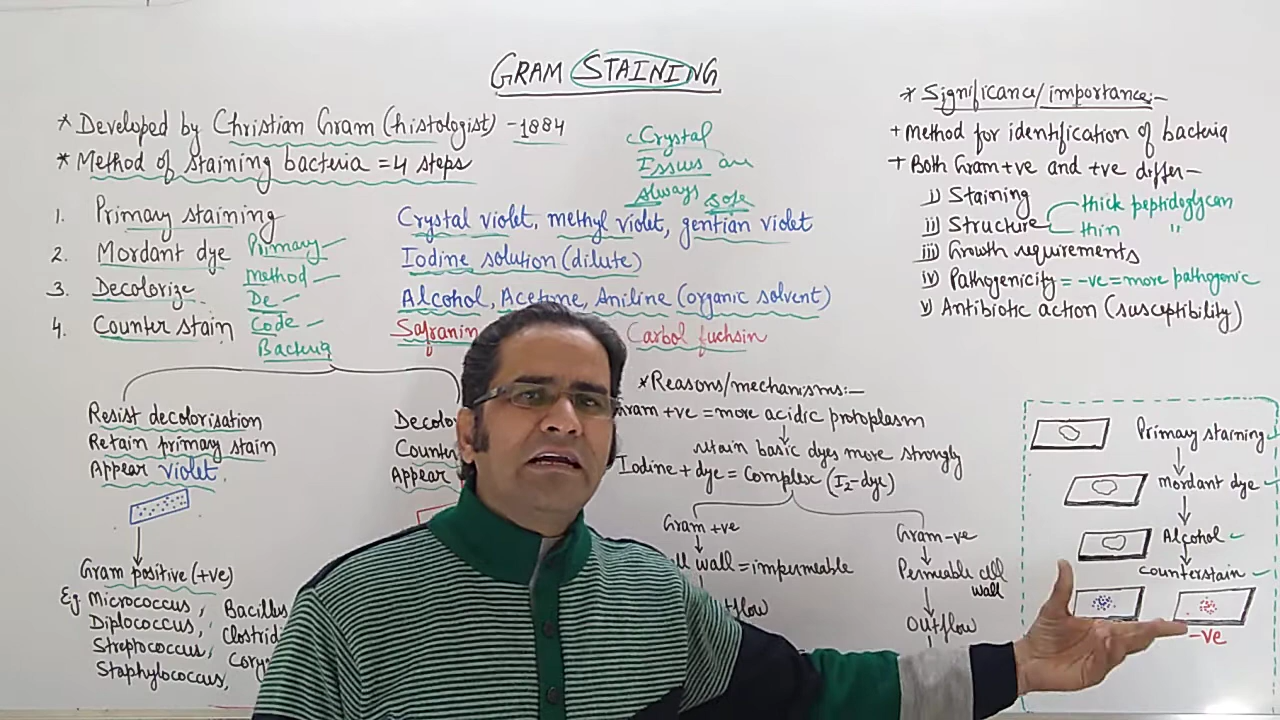 GRAM STAINING
* Developed by Christian Gram (histologist) - 1884
* Method of staining bacteria = 4 steps
Crystal
Issues are
always safe
1. Primary staining
Crystal violet, methyl violet, gentian violet
2. Mordant dye
Iodine solution (dilute)
3. Decolorize
Alcohol, Acetone, Aniline (organic solvent)
4. Counter stain
Safranin
Carbol fuchsin
Primary
Method
De
Code
Bacteria
Resist decolorisation
Retain primary stain
Appear violet
Gram positive (+ve)
Eg Micrococcus, Bacillus
Diplococcus, Clostrid
Streptococcus, Cory
Staphylococcus,
Decolo
Counter
Appear
* Reasons/mechanisms:-
Gram +ve = more acidic protoplasm
retain basic dyes more strongly
Iodine + dye = Complex (I2-dye)
Gram +ve
ll wall = impermeable
flow
Gram -ve
Permeable cell
wall
Outflow
* Significance/importance:-
+ Method for identification of bacteria
+ Both Gram +ve and +ve differ-
i) Staining
ii) Structure
thick peptidoglycan
thin "
iii) Growth requirements
iv) Pathogenicity = -ve = more pathogenic
v) Antibiotic action (susceptibility)
Primary staining
Mordant dye
Alcohol
counterstain
-ve